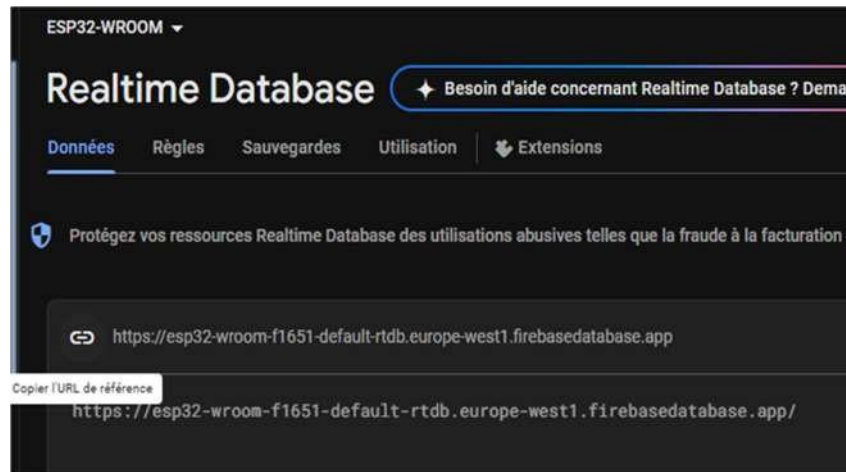 ESP32-WROOM
Realtime Database
Besoin d'aide concernant Realtime Database ? Dema
Données Règles Sauvegardes Utilisation Extensions
Protégez vos ressources Realtime Database des utilisations abusives telles que la fraude à la facturation
https://esp32-wroom-f1651-default-rtdb.europe-west1.firebasedatabase.app
Copier l'URL de référence
https://esp32-wroom-f1651-default-rtdb.europe-west1.firebasedatabase.app/